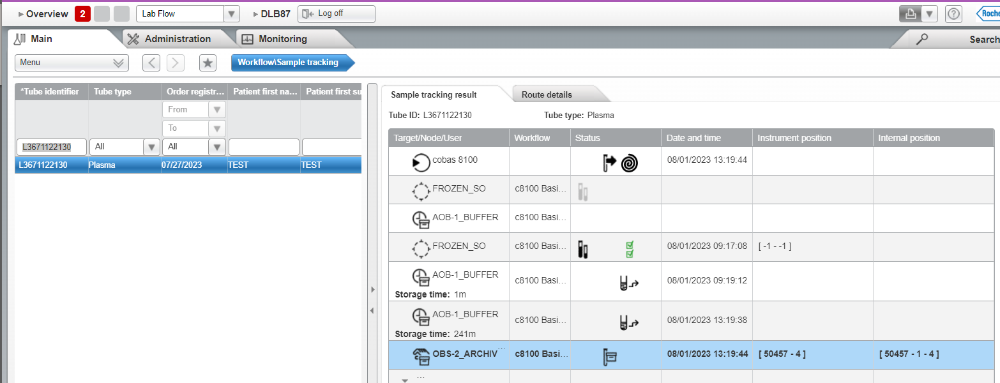 Overview 2 Lab Flow DLB87 Log off Roche
Main Administration Monitoring Search
Menu Workflow\Sample tracking
*Tube identifier Tube type Order registr... Patient first na... Patient first su
From
To
L3671122130 All All
L3671122130 Plasma 07/27/2023 TEST TEST
Sample tracking result Route details
Tube ID: L3671122130 Tube type: Plasma
Target/Node/User Workflow Status Date and time Instrument position Internal position
cobas 8100 08/01/2023 13:19:44
FROZEN_SO c8100 Basi...
AOB-1_BUFFER c8100 Basi...
FROZEN_SO c8100 Basi... 08/01/2023 09:17:08 [ -1 - -1 ]
AOB-1_BUFFER c8100 Basi... 08/01/2023 09:19:12
Storage time: 1m
AOB-1_BUFFER c8100 Basi... 08/01/2023 13:19:38
Storage time: 241m
OBS-2_ARCHIV... c8100 Basi... 08/01/2023 13:19:44 [ 50457 - 4 ] [ 50457 - 1 - 4 ]
...